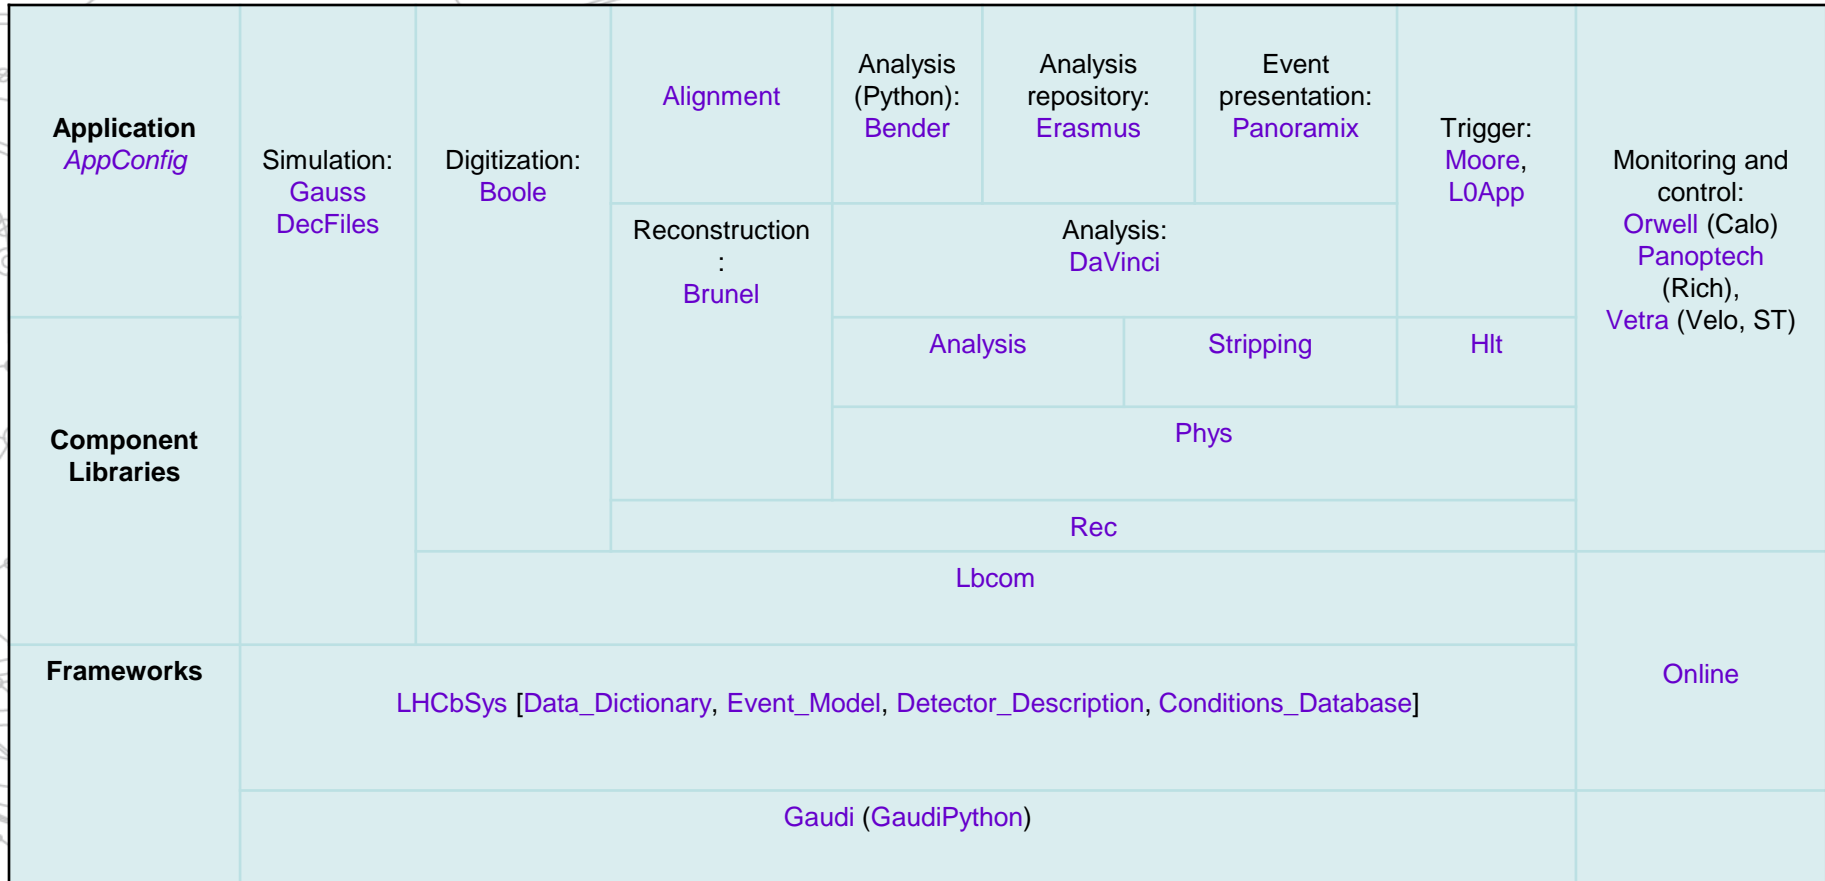 Application
AppConfig
Simulation:
Gauss
DecFiles
Digitization:
Boole
Alignment
Analysis
(Python):
Bender
Analysis
repository:
Erasmus
Event
presentation:
Panoramix
Trigger:
Moore,
L0App
Monitoring and
control:
Orwell (Calo)
Panoptech
(Rich),
Vetra (Velo, ST)
Reconstruction
:
Brunel
Analysis:
DaVinci
Component
Libraries
Analysis
Stripping
Hlt
Phys
Rec
Lbcom
Frameworks
LHCbSys [Data_Dictionary, Event_Model, Detector_Description, Conditions_Database]
Online
Gaudi (GaudiPython)